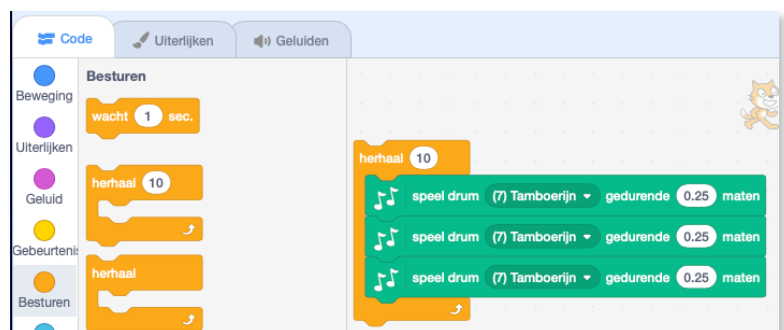 Code Uiterlijken Geluiden
Beweging
Uiterlijken
Geluid
Gebeurteni
Besturen
Besturen
wacht 1 sec.
herhaal 10
herhaal
herhaal 10
speel drum (7) Tamboerijn gedurende 0.25 maten
speel drum (7) Tamboerijn gedurende 0.25 maten
speel drum (7) Tamboerijn gedurende 0.25 maten